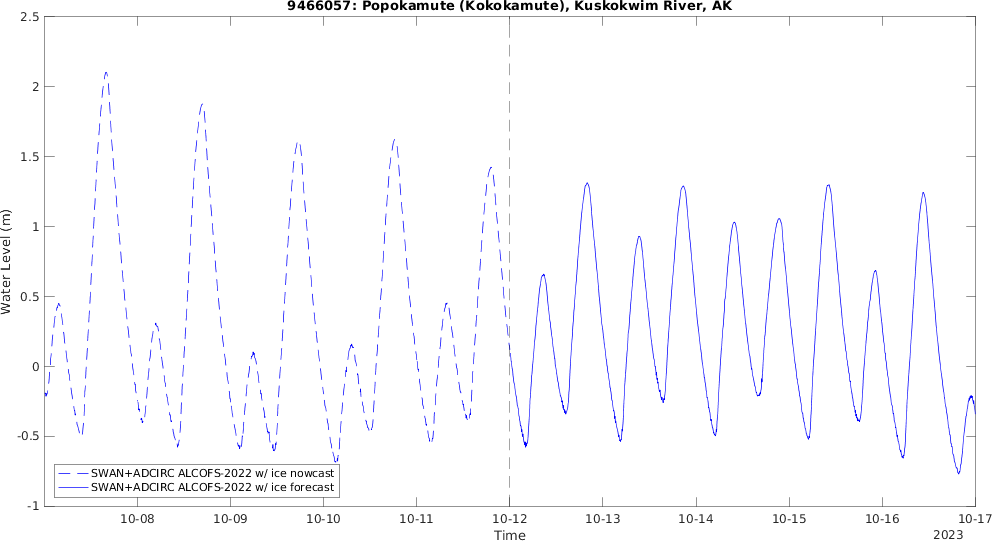 9466057: Popokamute (Kokokamute), Kuskokwim River, AK
2.5
2
1.5
1
0.5
0
-0.5
-1
Water Level (m)
SWAN+ADCIRC ALCOFS-2022 w/ ice nowcast
SWAN+ADCIRC ALCOFS-2022 w/ ice forecast
10-08 10-09 10-10 10-11 10-12 10-13 10-14 10-15 10-16 10-17
Time
2023